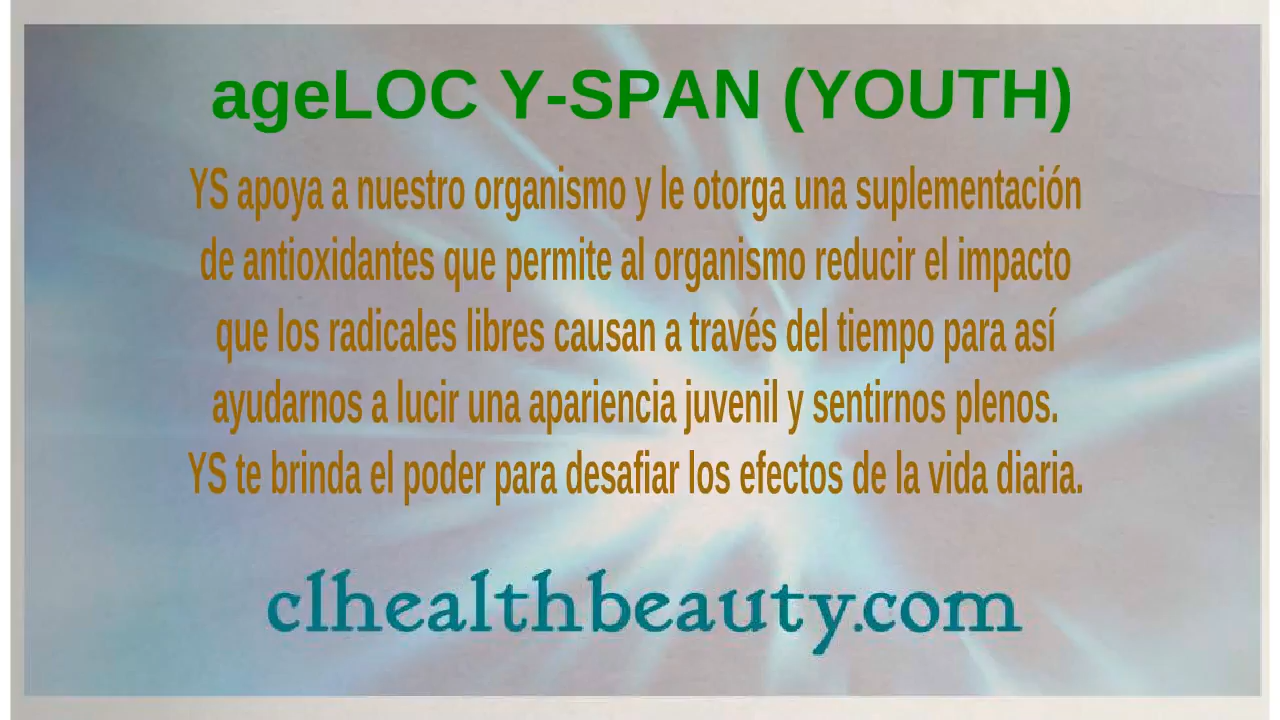 ageLOC Y-SPAN (YOUTH)
YS apoya a nuestro organismo y le otorga una suplementación
de antioxidantes que permite al organismo reducir el impacto
que los radicales libres causan a través del tiempo para así
ayudarnos a lucir una apariencia juvenil y sentirnos plenos.
YS te brinda el poder para desafiar los efectos de la vida diaria.
clhealthbeauty.com